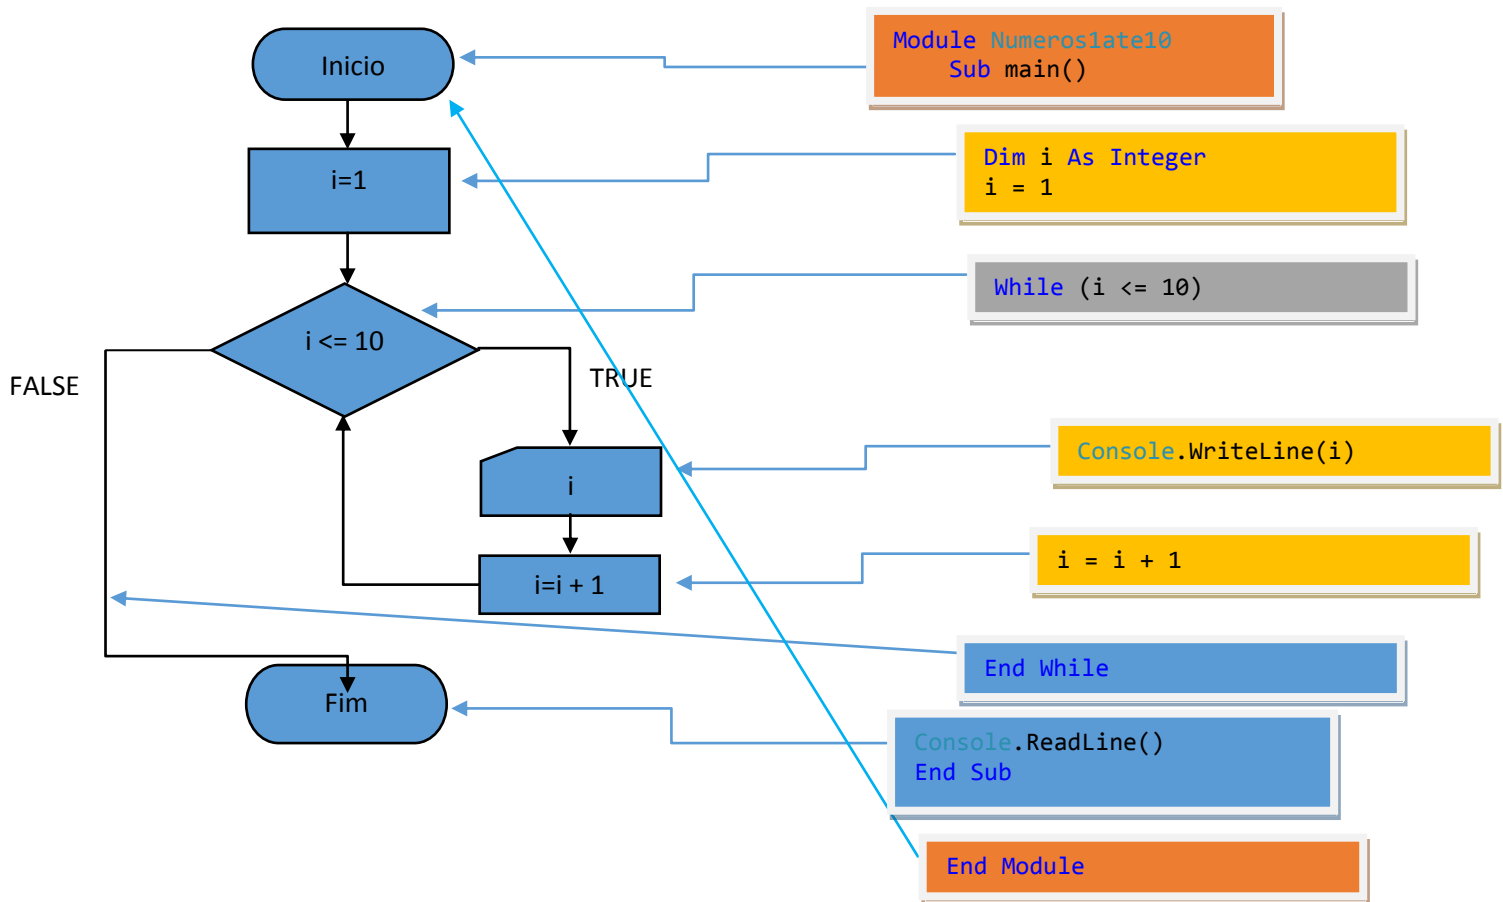 Inicio
Module Numeros1ate10
Sub main()
i=1
Dim i As Integer
i = 1
i <= 10
While (i <= 10)
FALSE
TRUE
i
Console.WriteLine(i)
i=i + 1
i = i + 1
End While
Fim
Console.ReadLine()
End Sub
End Module